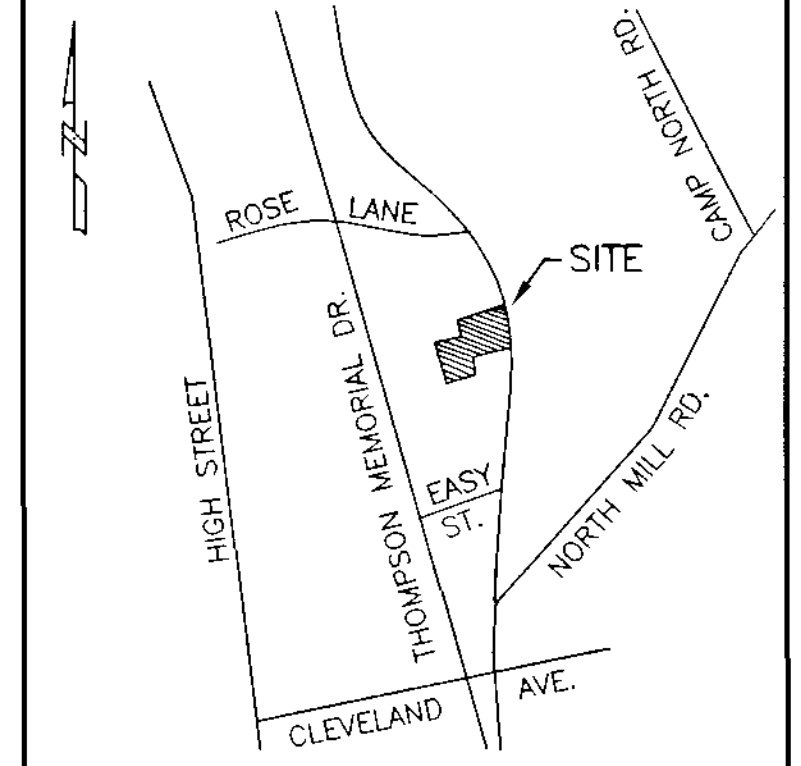 CAMP NORTH RD.
N
ROSE LANE
SITE
THOMPSON MEMORIAL DR.
HIGH STREET
NORTH MILL RD.
EASY
ST.
CLEVELAND AVE.